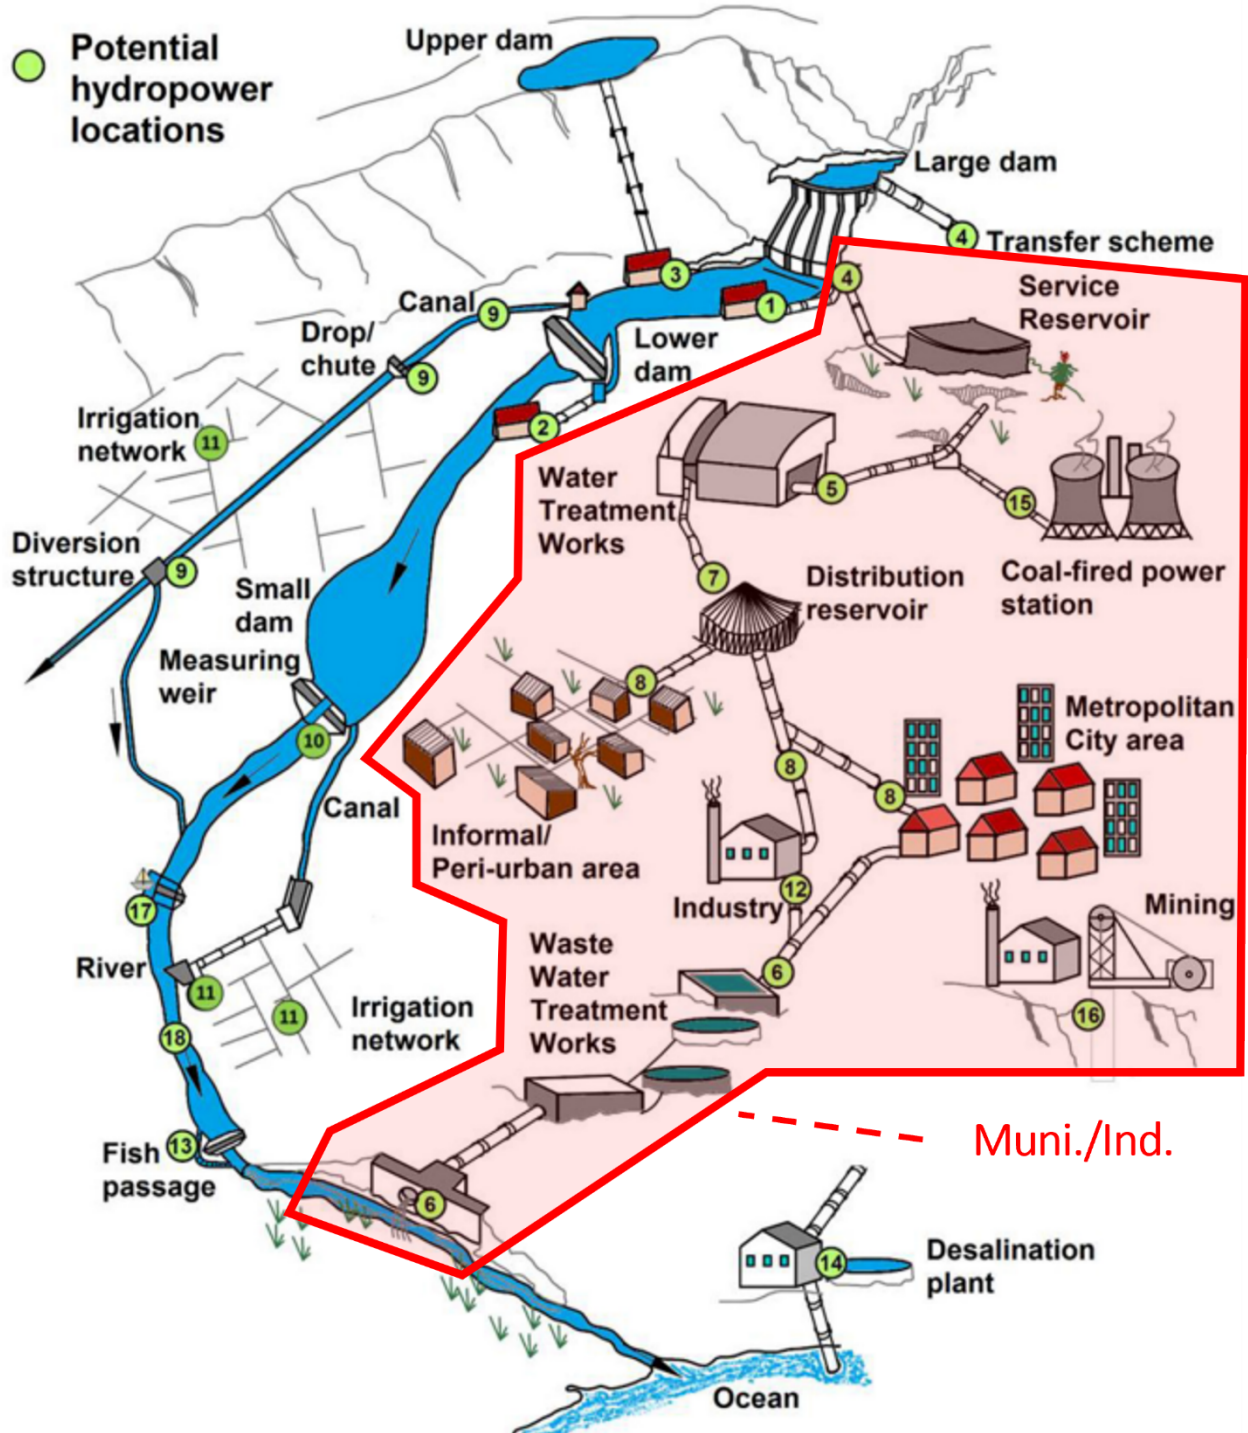 Potential
hydropower
locations
Upper dam
Large dam
4
Transfer scheme
3
4
1
Service
Reservoir
Canal
9
Drop/
chute
9
Lower
dam
Irrigation
network
11
2
Water
Treatment
Works
5
15
Diversion
structure
9
Coal-fired power
station
7
Distribution
reservoir
Small
dam
Measuring
weir
8
10
Metropolitan
City area
8
8
Canal
Informal/
Peri-urban area
12
Industry
Mining
17
Waste
Water
Treatment
Works
6
River
11
11
Irrigation
network
16
18
Muni./Ind.
13
Fish
passage
6
14
Desalination
plant
Ocean